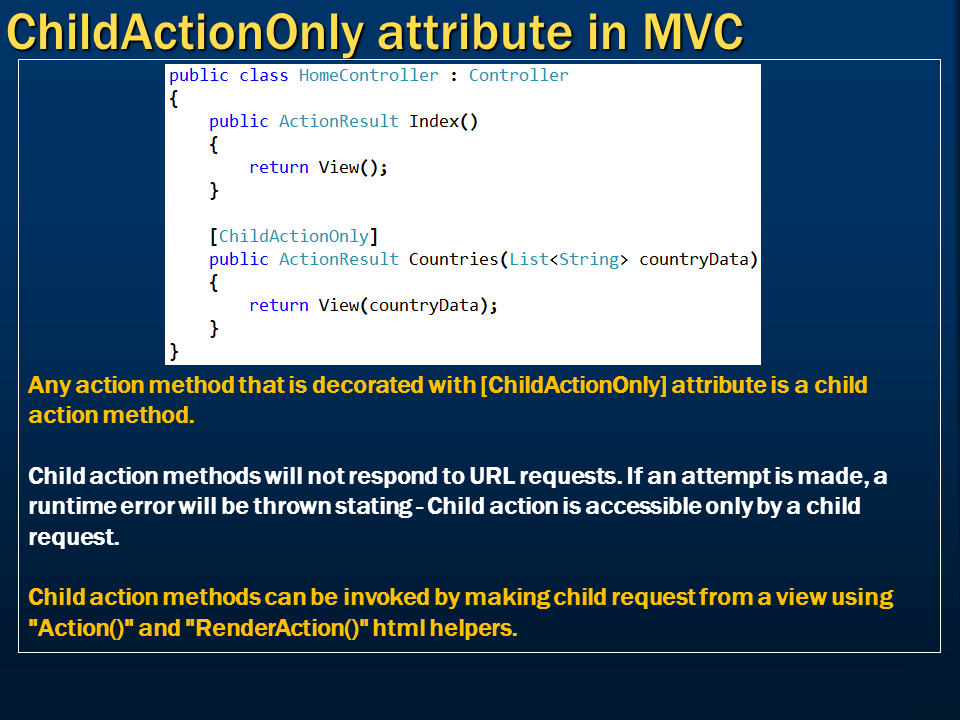 ChildActionOnly attribute in MVC
public class HomeController : Controller
{
    public ActionResult Index()
    {
        return View();
    }

    [ChildActionOnly]
    public ActionResult Countries(List<String> countryData)
    {
        return View(countryData);
    }
}
Any action method that is decorated with [ChildActionOnly] attribute is a child
action method.
Child action methods will not respond to URL requests. If an attempt is made, a
runtime error will be thrown stating - Child action is accessible only by a child
request.
Child action methods can be invoked by making child request from a view using
"Action()" and "RenderAction()" html helpers.